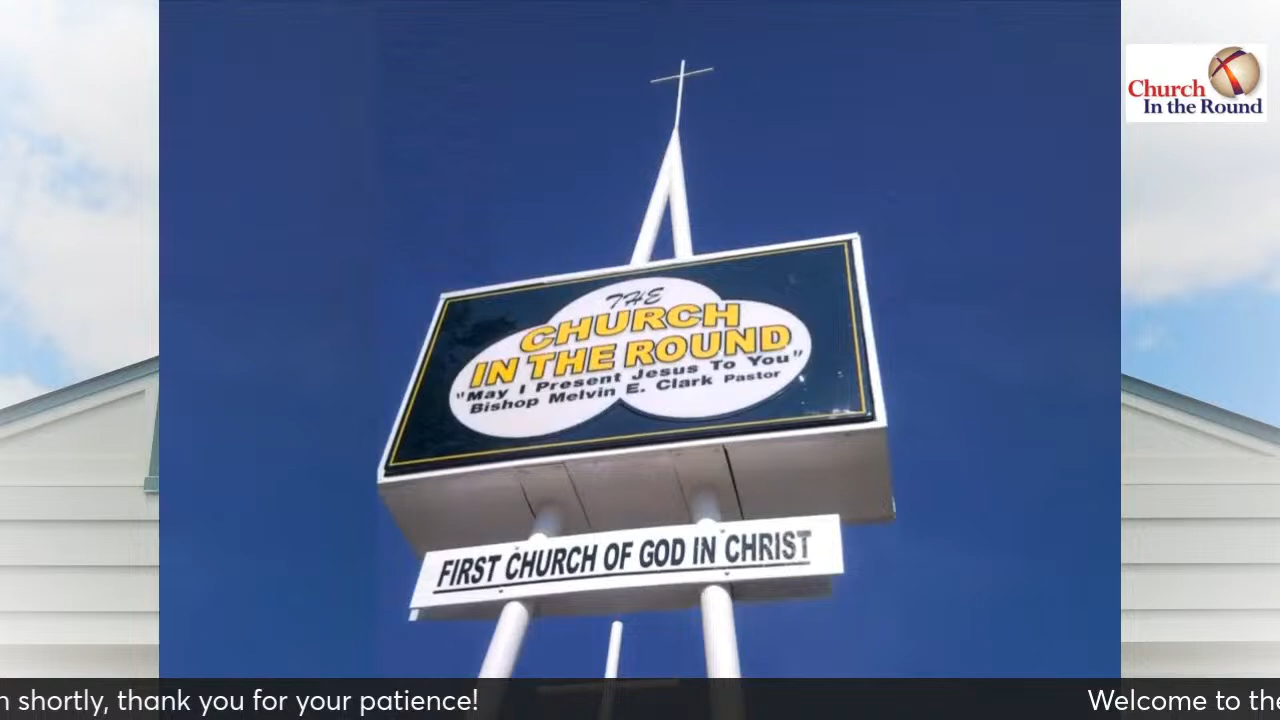 THE
CHURCH
IN THE ROUND
"May I Present Jesus To You"
Bishop Melvin E. Clark Pastor
FIRST CHURCH OF GOD IN CHRIST
Church
In the Round
shortly, thank you for your patience!
Welcome to the